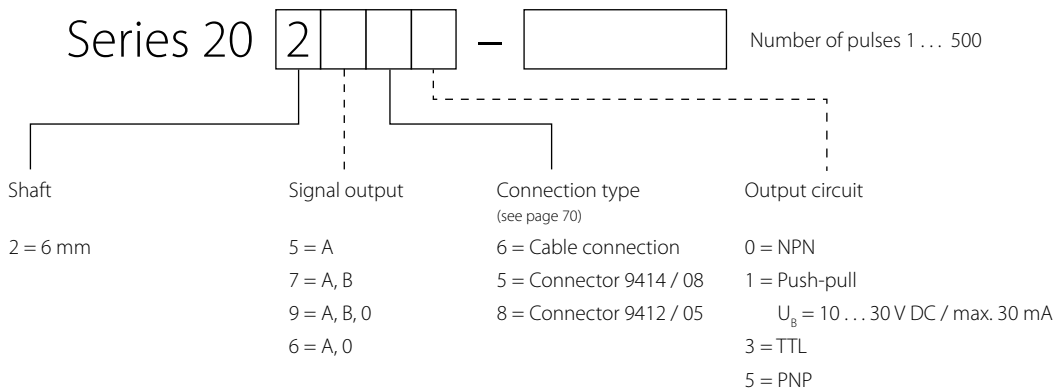 Series 20 2 – Number of pulses 1 … 500
Shaft
2 = 6 mm
Signal output
5 = A
7 = A, B
9 = A, B, 0
6 = A, 0
Connection type
(see page 70)
6 = Cable connection
5 = Connector 9414 / 08
8 = Connector 9412 / 05
Output circuit
0 = NPN
1 = Push-pull
U_B = 10 … 30 V DC / max. 30 mA
3 = TTL
5 = PNP